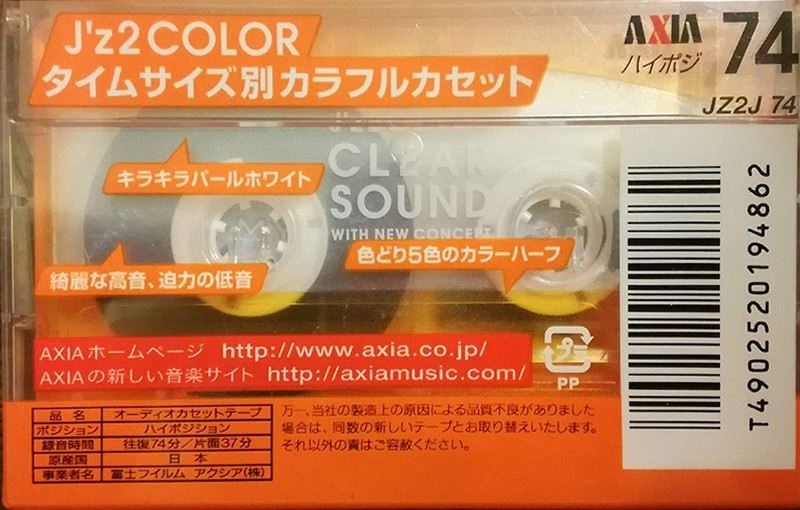 J'z2 COLOR
タイムサイズ別カラフルカセット
AXIA
ハイポジ
74
JZ2J 74
キラキラパールホワイト
CLEAR
SOUND
WITH NEW CONCEPT
色どり5色のカラーハーフ
綺麗な高音、迫力の低音
AXIAホームページ http://www.axia.co.jp/
AXIAの新しい音楽サイト http://axiamusic.com/
プ
PP
T4902520194862
品名 オーディオカセットテープ
ポジション ハイポジション
録音時間 往復74分/片面37分
原産国 日本
事業者名 富士フイルム アクシア(株)
万一、当社の製造上の原因による品質不良がありました
場合は、同数の新しいテープとお取り替えいたします。
それ以外の責はご容赦ください。